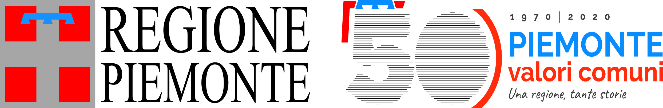 REGIONE
PIEMONTE
50
1970|2020
PIEMONTE
valori comuni
Una regione, tante storie